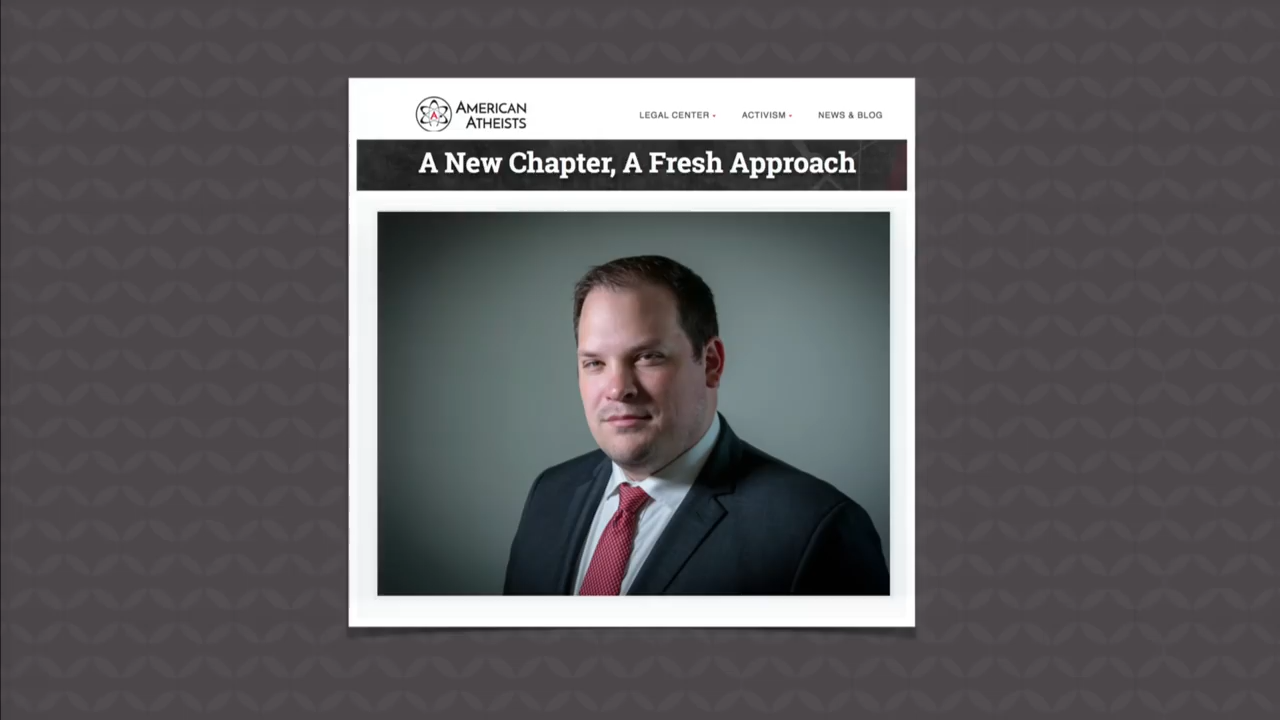 AMERICAN
ATHEISTS
LEGAL CENTER
ACTIVISM
NEWS & BLOG
A New Chapter, A Fresh Approach